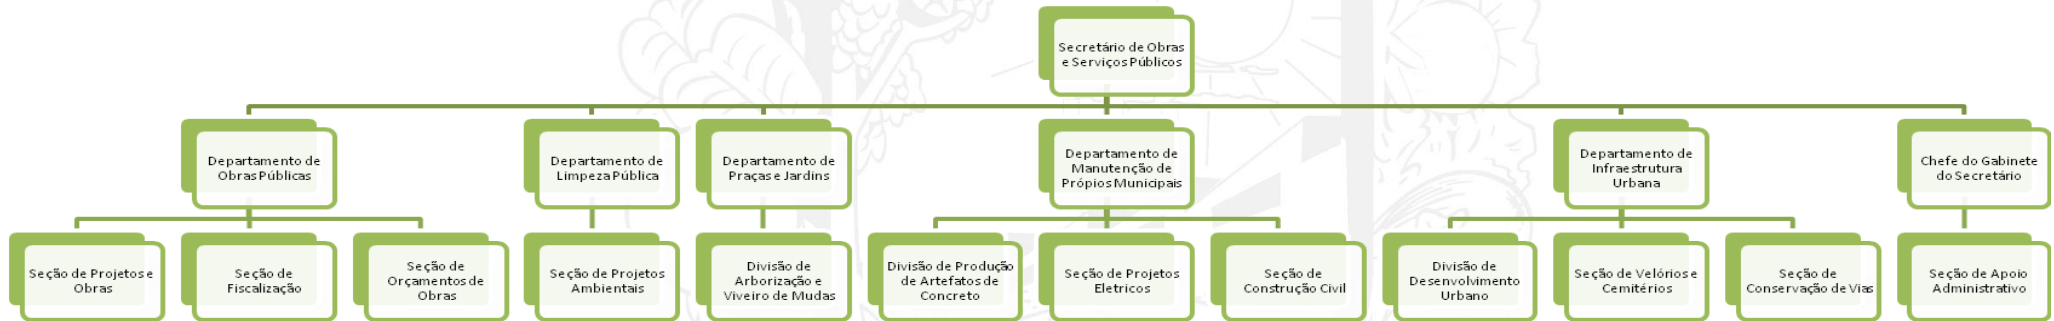 Secretário de Obras
e Serviços Públicos
Departamento de
Obras Públicas
Departamento de
Limpeza Pública
Departamento de
Praças e Jardins
Departamento de
Manutenção de
Própios Municipais
Departamento de
Infraestrutura
Urbana
Chefe do Gabinete
do Secretário
Seção de Projetos e
Obras
Seção de
Fiscalização
Seção de
Orçamentos de
Obras
Seção de Projetos
Ambientais
Divisão de
Arborização e
Viveiro de Mudas
Divisão de Produção
de Artefatos de
Concreto
Seção de Projetos
Eletricos
Seção de
Construção Civil
Divisão de
Desenvolvimento
Urbano
Seção de Velórios e
Cemitérios
Seção de
Conservação de Vias
Seção de Apoio
Administrativo